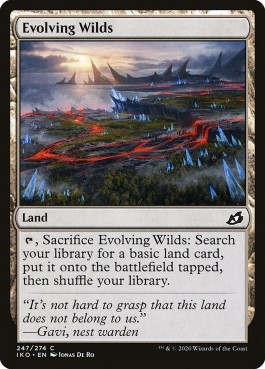 Evolving Wilds
Land
, Sacrifice Evolving Wilds: Search
your library for a basic land card,
put it onto the battlefield tapped,
then shuffle your library.
“It’s not hard to grasp that this land
does not belong to us.”
—Gavi, nest warden
247/274 C
IKO • EN Jonas De Ro
™ & © 2020 Wizards of the Coast